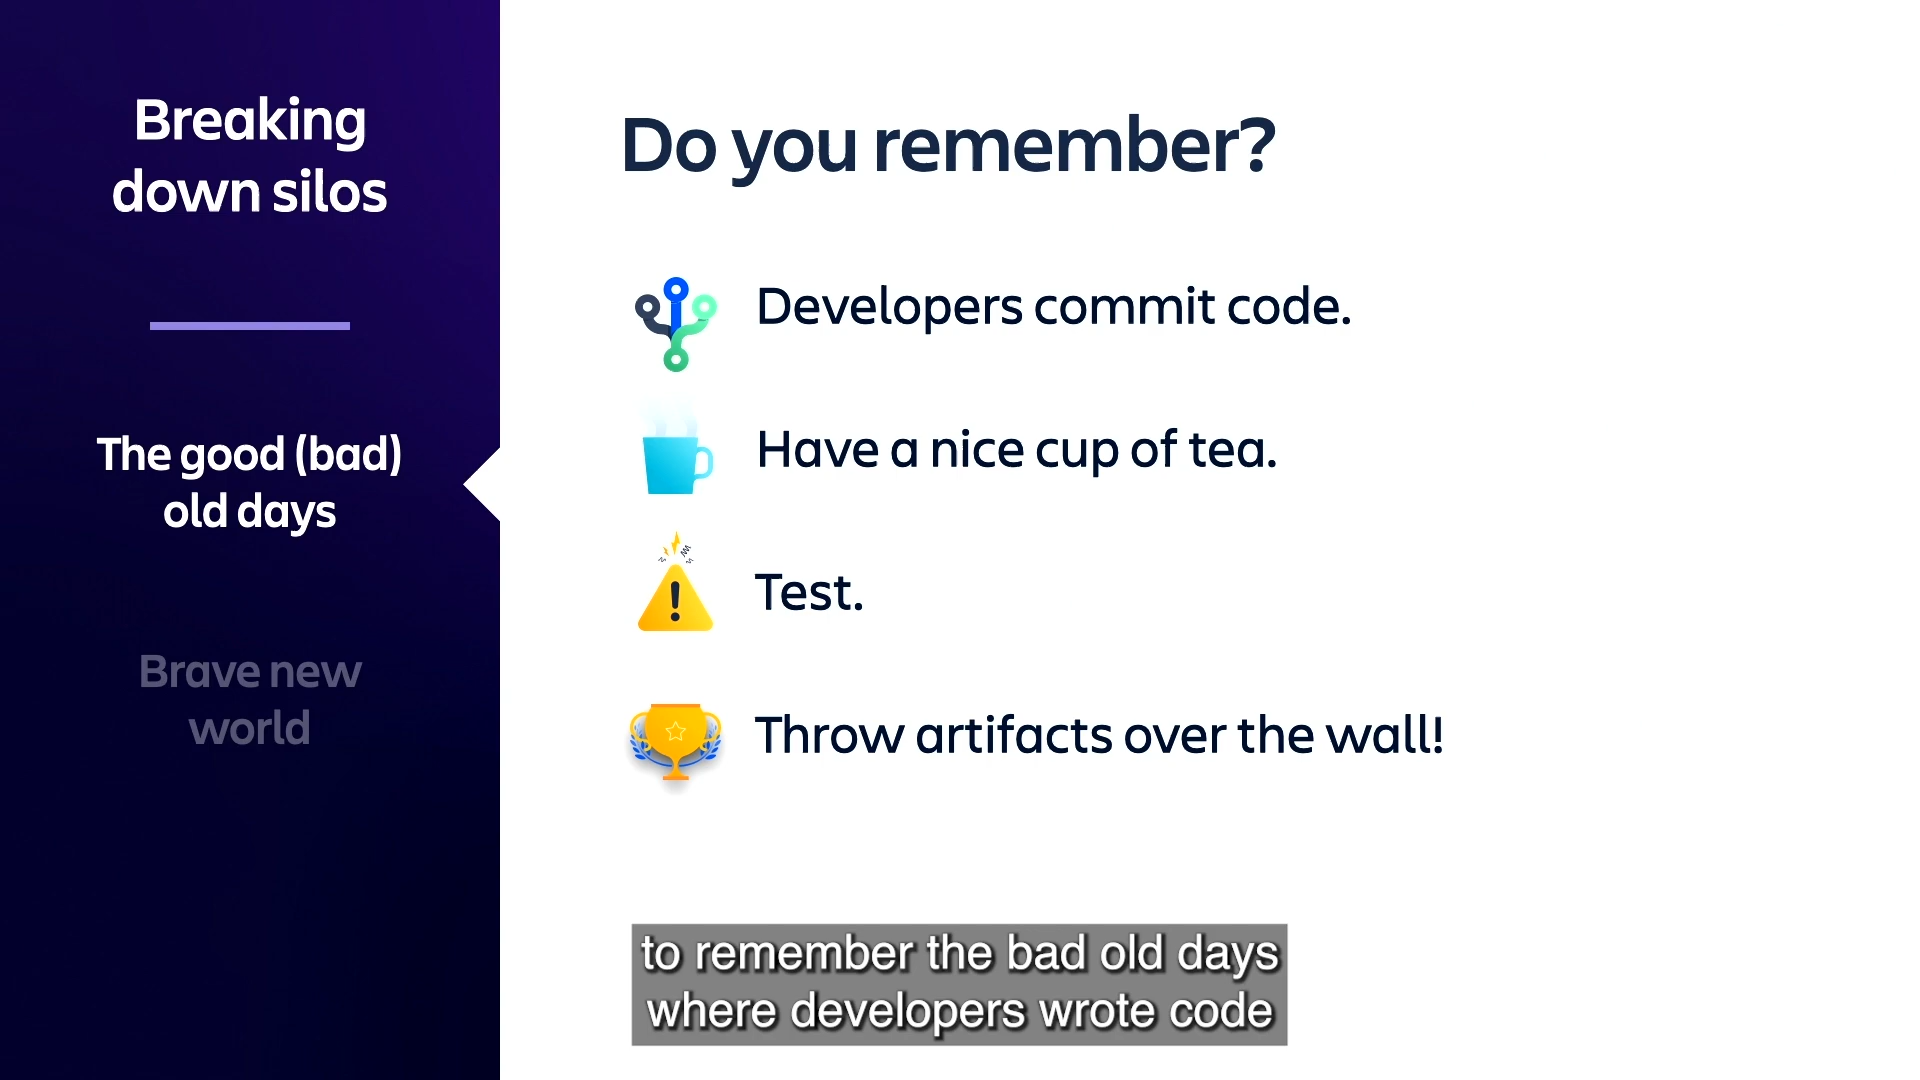 Breaking
down silos
The good (bad)
old days
Brave new
world
Do you remember?
Developers commit code.
Have a nice cup of tea.
Test.
Throw artifacts over the wall!
to remember the bad old days
where developers wrote code